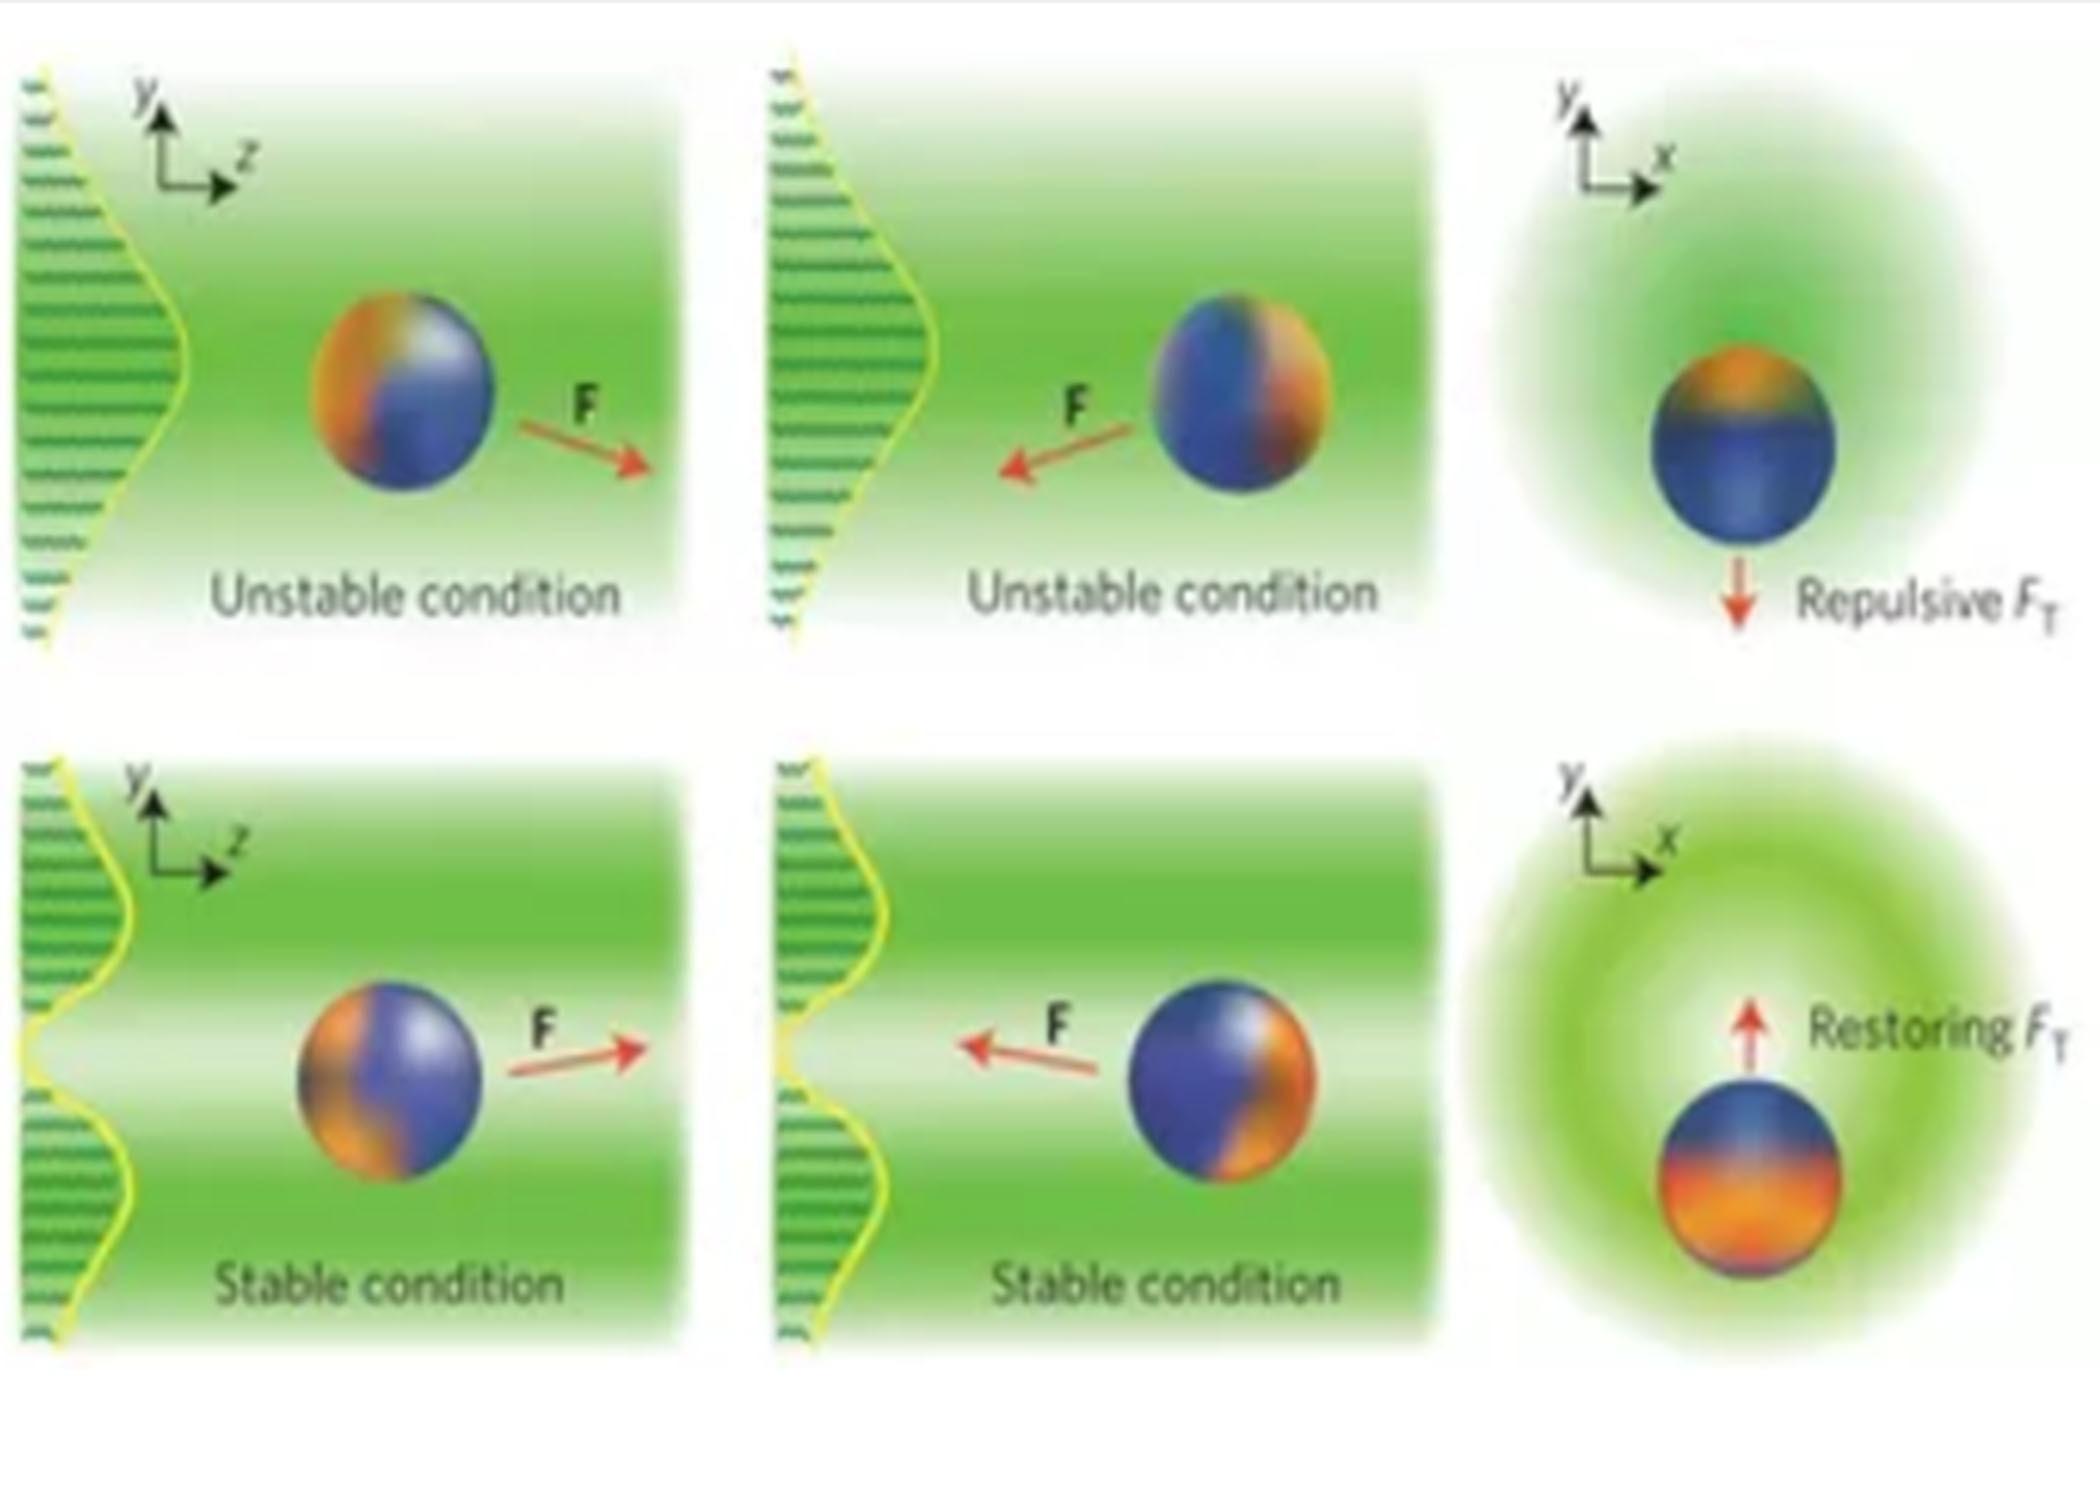 y
z
F
Unstable condition
F
Unstable condition
y
x
Repulsive F_T
y
z
F
Stable condition
F
Stable condition
y
x
Restoring F_T